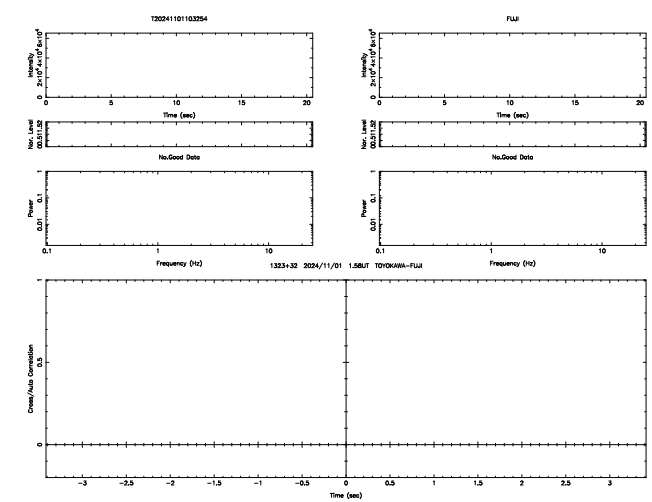 T20241101103254
FUJI
Intensity
0 2×10⁴ 4×10⁴ 6×10⁴
0 5 10 15 20
Time (sec)
Intensity
0 2×10⁴ 4×10⁴ 6×10⁴
0 5 10 15 20
Time (sec)
Nor. Level
00.511.52
Nor. Level
00.511.52
No.Good Data
No.Good Data
Power
0.01 0.1 1
0.1 1 10
Frequency (Hz)
Power
0.01 0.1 1
0.1 1 10
Frequency (Hz)
1323+32 2024/11/01 1.58UT TOYOKAWA-FUJI
Cross/Auto Correlation
0 0.5 1
-3 -2.5 -2 -1.5 -1 -0.5 0 0.5 1 1.5 2 2.5 3
Time (sec)